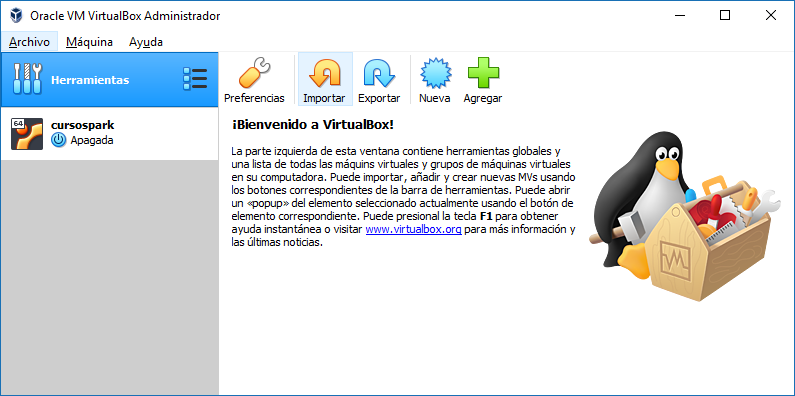 Oracle VM VirtualBox Administrador
Archivo Máquina Ayuda
Herramientas
Preferencias Importar Exportar Nueva Agregar
64
cursospark
Apagada
¡Bienvenido a VirtualBox!
La parte izquierda de esta ventana contiene herramientas globales y
una lista de todas las máquins virtuales y grupos de máquinas virtuales
en su computadora. Puede importar, añadir y crear nuevas MVs usando
los botones correspondientes de la barra de herramientas. Puede abrir
un «popup» del elemento seleccionado actualmente usando el botón de
elemento correspondiente. Puede presional la tecla F1 para obtener
ayuda instantánea o visitar www.virtualbox.org para más información y
las últimas noticias.